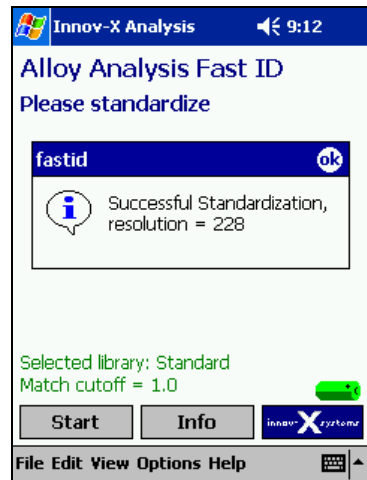 Innov-X Analysis 9:12
Alloy Analysis Fast ID
Please standardize
fastid ok
Successful Standardization,
resolution = 228
Selected library: Standard
Match cutoff = 1.0
Start Info innov-X systems
File Edit View Options Help